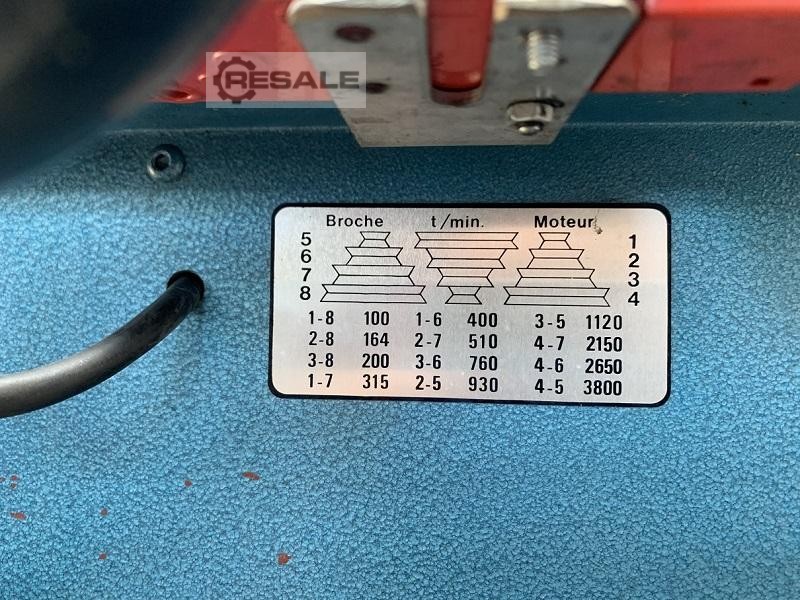 RESALE
Broche t/min. Moteur
5 1
6 2
7 3
8 4
1-8 100 1-6 400 3-5 1120
2-8 164 2-7 510 4-7 2150
3-8 200 3-6 760 4-6 2650
1-7 315 2-5 930 4-5 3800